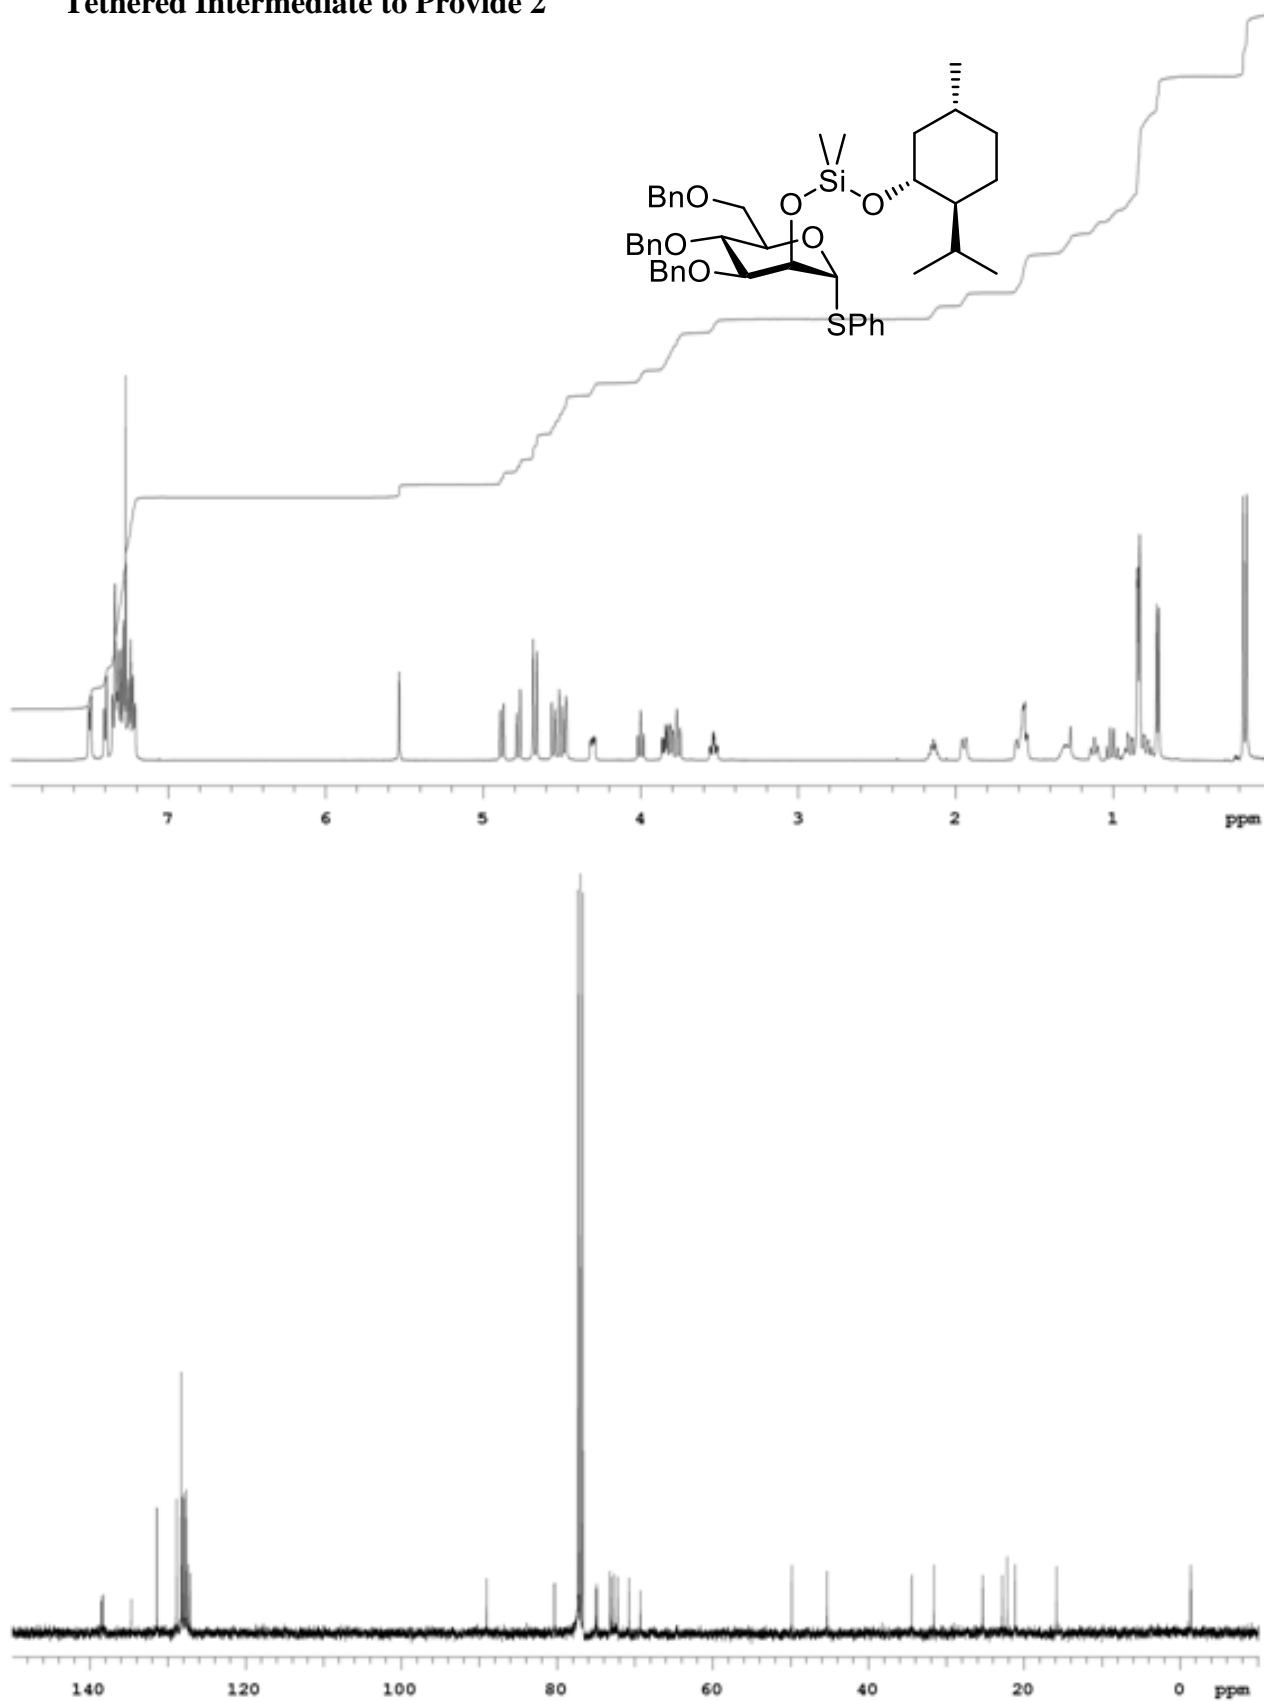 Tethered Intermediate to Provide 2
Si
BnO
O
O
BnO
O
BnO
SPh
7 6 5 4 3 2 1 ppm
140 120 100 80 60 40 20 0 ppm